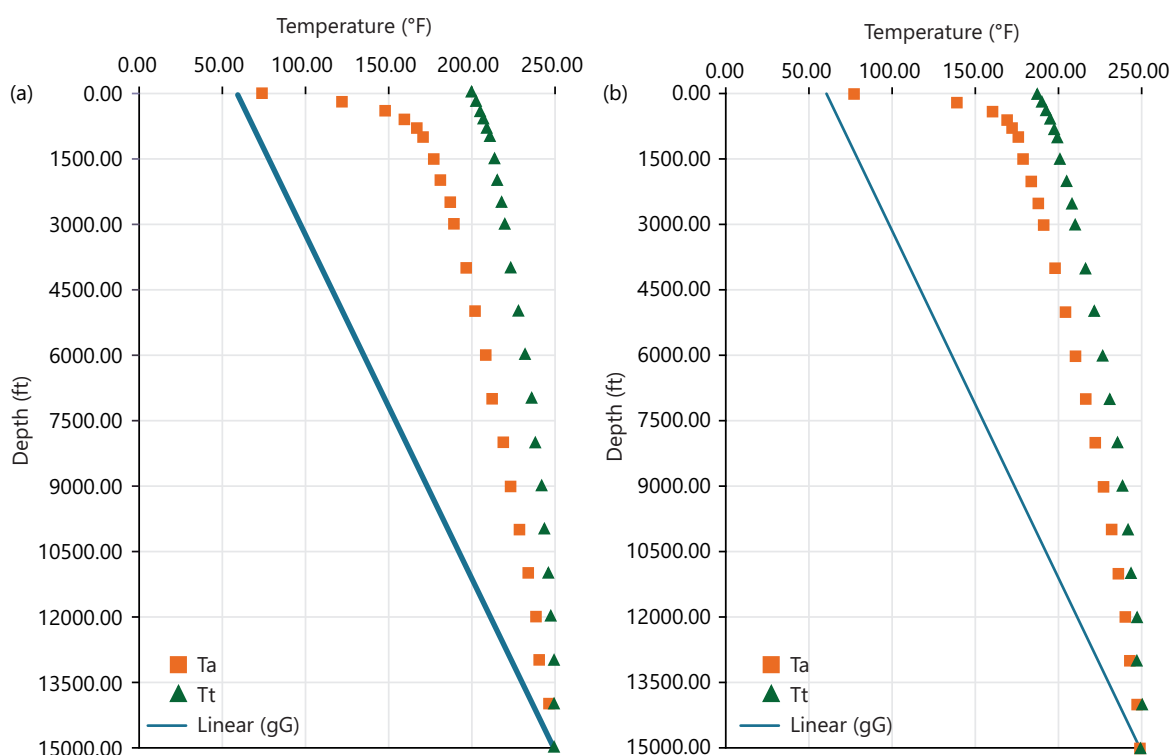 Temperature (°F)
0.00 50.00 100.00 150.00 200.00 250.00
(a)
0.00
1500.00
3000.00
4500.00
6000.00
7500.00
9000.00
10500.00
12000.00
13500.00
15000.00
Depth (ft)
Ta
Tt
Linear (gG)
Temperature (°F)
0.00 50.00 100.00 150.00 200.00 250.00
(b)
0.00
1500.00
3000.00
4500.00
6000.00
7500.00
9000.00
10500.00
12000.00
13500.00
15000.00
Depth (ft)
Ta
Tt
Linear (gG)